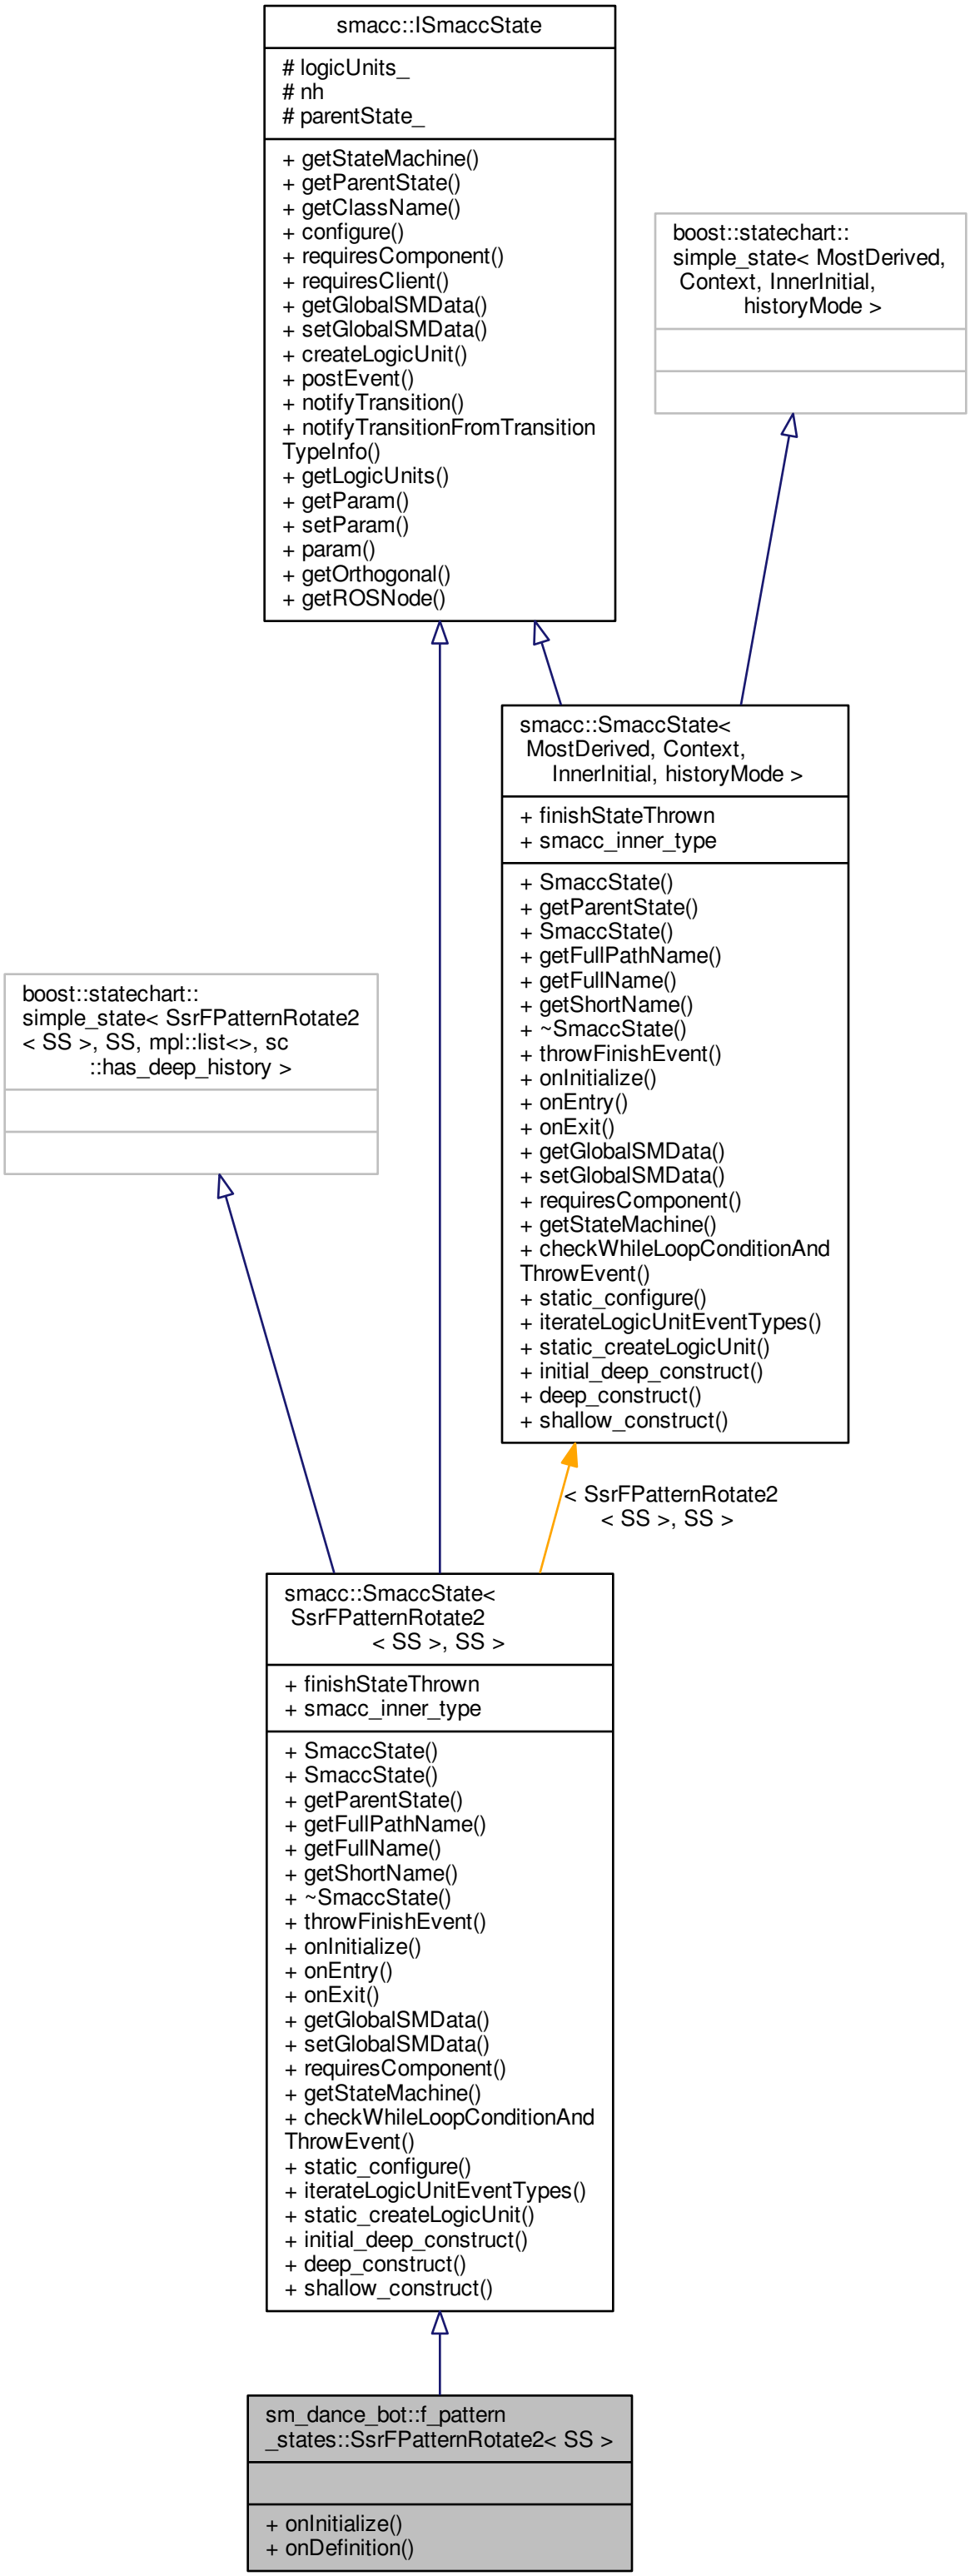 smacc::ISmaccState
# logicUnits_
# nh
# parentState_
+ getStateMachine()
+ getParentState()
+ getClassName()
+ configure()
+ requiresComponent()
+ requiresClient()
+ getGlobalSMData()
+ setGlobalSMData()
+ createLogicUnit()
+ postEvent()
+ notifyTransition()
+ notifyTransitionFromTransition
TypeInfo()
+ getLogicUnits()
+ getParam()
+ setParam()
+ param()
+ getOrthogonal()
+ getROSNode()
boost::statechart::
simple_state< MostDerived,
Context, InnerInitial,
historyMode >
smacc::SmaccState<
MostDerived, Context,
InnerInitial, historyMode >
+ finishStateThrown
+ smacc_inner_type
+ SmaccState()
+ getParentState()
+ SmaccState()
+ getFullPathName()
+ getFullName()
+ getShortName()
+ ~SmaccState()
+ throwFinishEvent()
+ onInitialize()
+ onEntry()
+ onExit()
+ getGlobalSMData()
+ setGlobalSMData()
+ requiresComponent()
+ getStateMachine()
+ checkWhileLoopConditionAnd
ThrowEvent()
+ static_configure()
+ iterateLogicUnitEventTypes()
+ static_createLogicUnit()
+ initial_deep_construct()
+ deep_construct()
+ shallow_construct()
boost::statechart::
simple_state< SsrFPatternRotate2
< SS >, SS, mpl::list<>, sc
::has_deep_history >
< SsrFPatternRotate2
< SS >, SS >
smacc::SmaccState<
SsrFPatternRotate2
< SS >, SS >
+ finishStateThrown
+ smacc_inner_type
+ SmaccState()
+ SmaccState()
+ getParentState()
+ getFullPathName()
+ getFullName()
+ getShortName()
+ ~SmaccState()
+ throwFinishEvent()
+ onInitialize()
+ onEntry()
+ onExit()
+ getGlobalSMData()
+ setGlobalSMData()
+ requiresComponent()
+ getStateMachine()
+ checkWhileLoopConditionAnd
ThrowEvent()
+ static_configure()
+ iterateLogicUnitEventTypes()
+ static_createLogicUnit()
+ initial_deep_construct()
+ deep_construct()
+ shallow_construct()
sm_dance_bot::f_pattern
_states::SsrFPatternRotate2< SS >
+ onInitialize()
+ onDefinition()